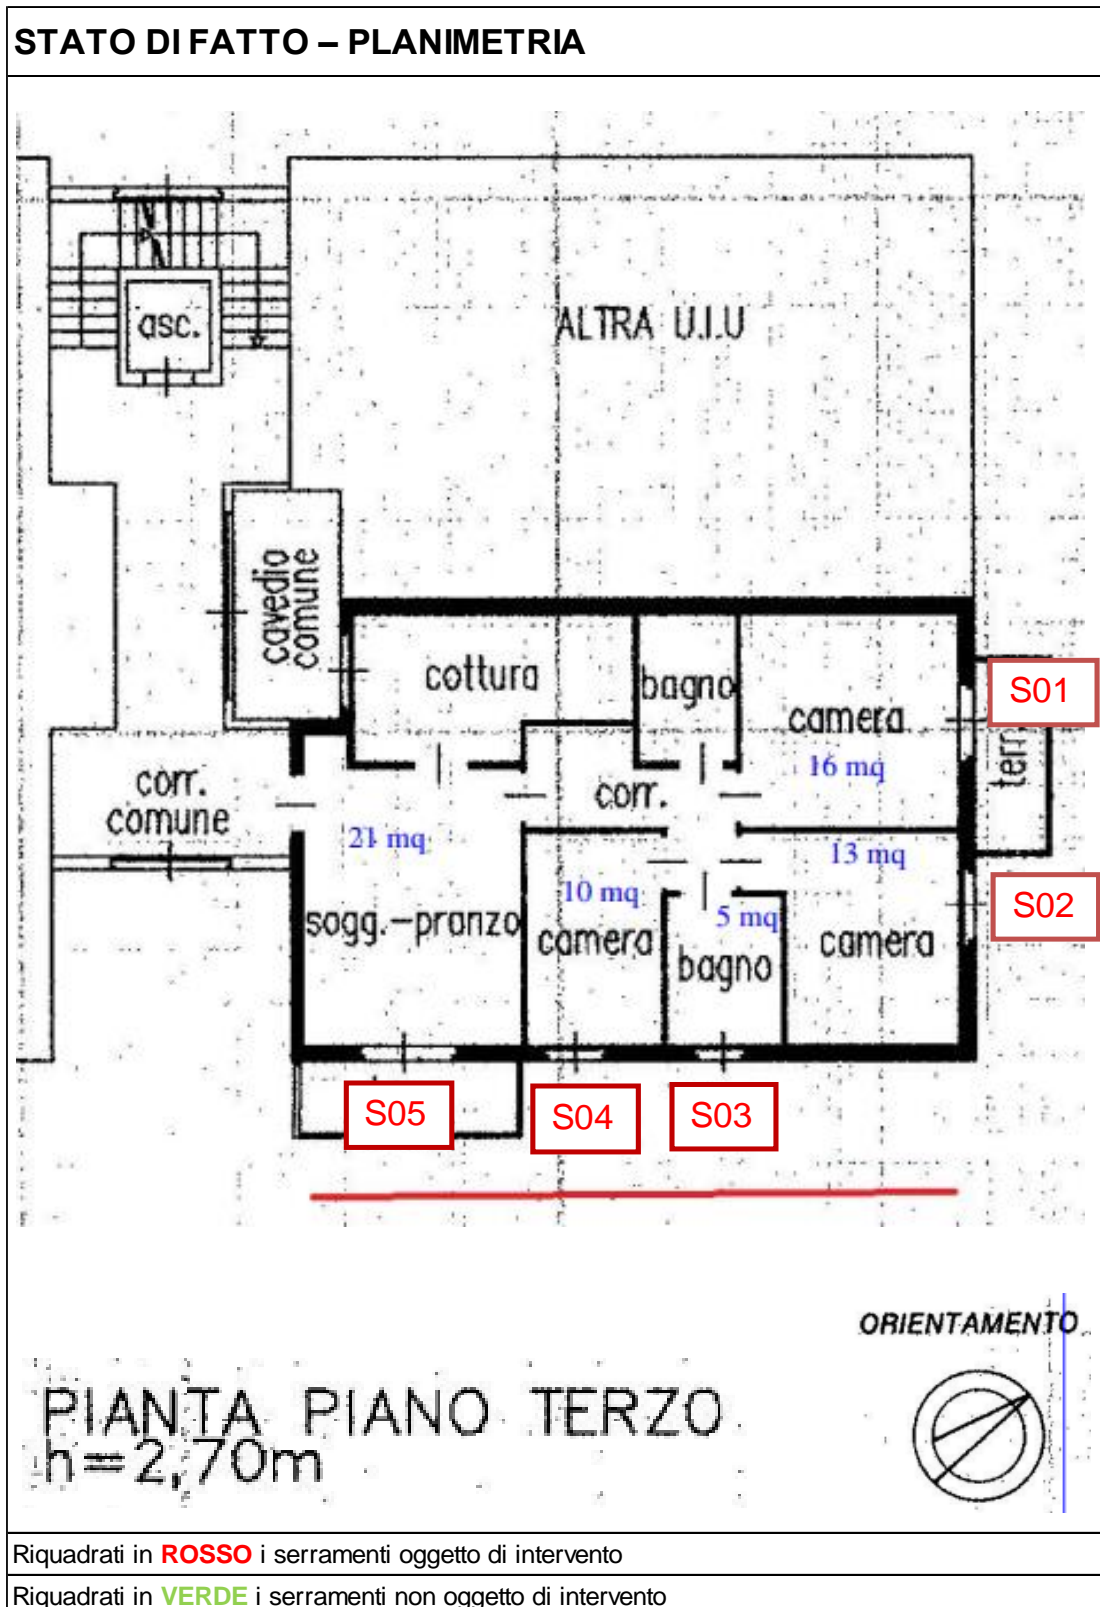 STATO DI FATTO – PLANIMETRIA
asc.
ALTRA U.I.U
cavedio
comune
cottura
bagno
camera
16 mq
S01
terr
corr.
comune
corr.
21 mq
13 mq
10 mq
5 mq
S02
sogg.-pranzo
camera
bagno
camera
S05
S04
S03
ORIENTAMENTO
PIANTA PIANO TERZO
h=2,70m
Riquadrati in ROSSO i serramenti oggetto di intervento
Riquadrati in VERDE i serramenti non oggetto di intervento